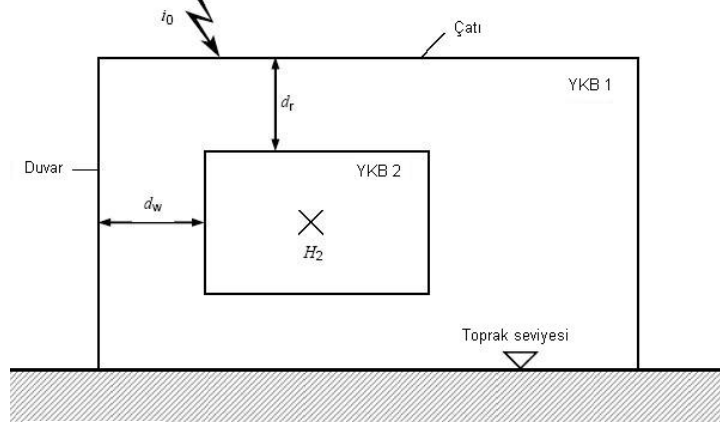 i0
Çatı
YKB 1
dr
Duvar
YKB 2
dw
H2
Toprak seviyesi